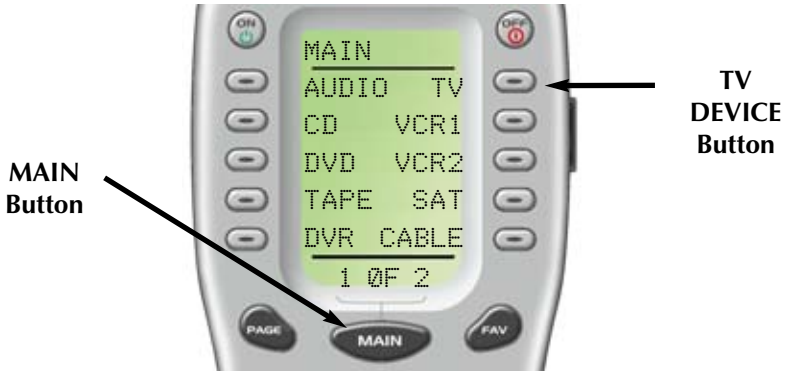 ON
OFF
MAIN
AUDIO TV
CD VCR1
DVD VCR2
TAPE SAT
DVR CABLE
1 0F 2
PAGE
MAIN
FAV
MAIN
Button
TV
DEVICE
Button